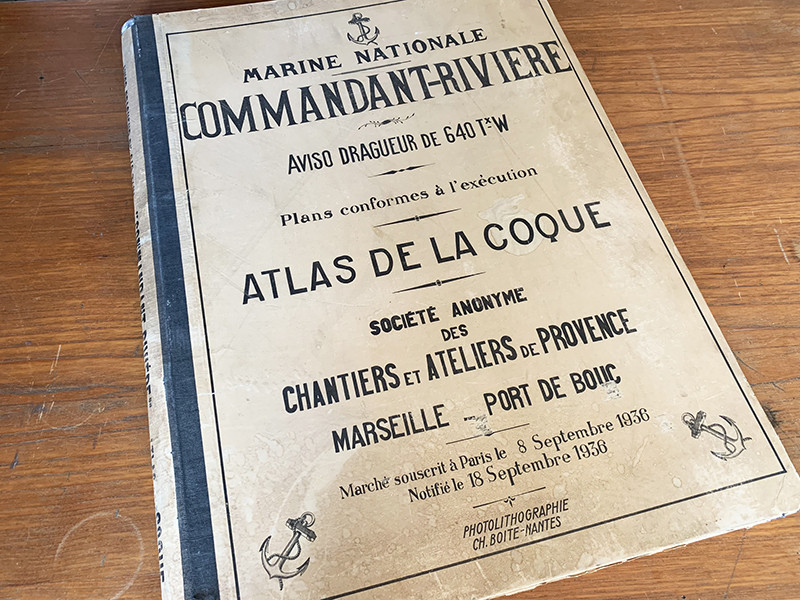 MARINE NATIONALE
COMMANDANT-RIVIERE
AVISO DRAGUEUR DE 640 Tx W
Plans conformes à l'exécution
ATLAS DE LA COQUE
SOCIÉTÉ ANONYME
DES
CHANTIERS ET ATELIERS DE PROVENCE
MARSEILLE - PORT DE BOUC
Marché souscrit à Paris le 8 Septembre 1936
Notifié le 18 Septembre 1936
PHOTOLITHOGRAPHIE
CH. BOITE-NANTES